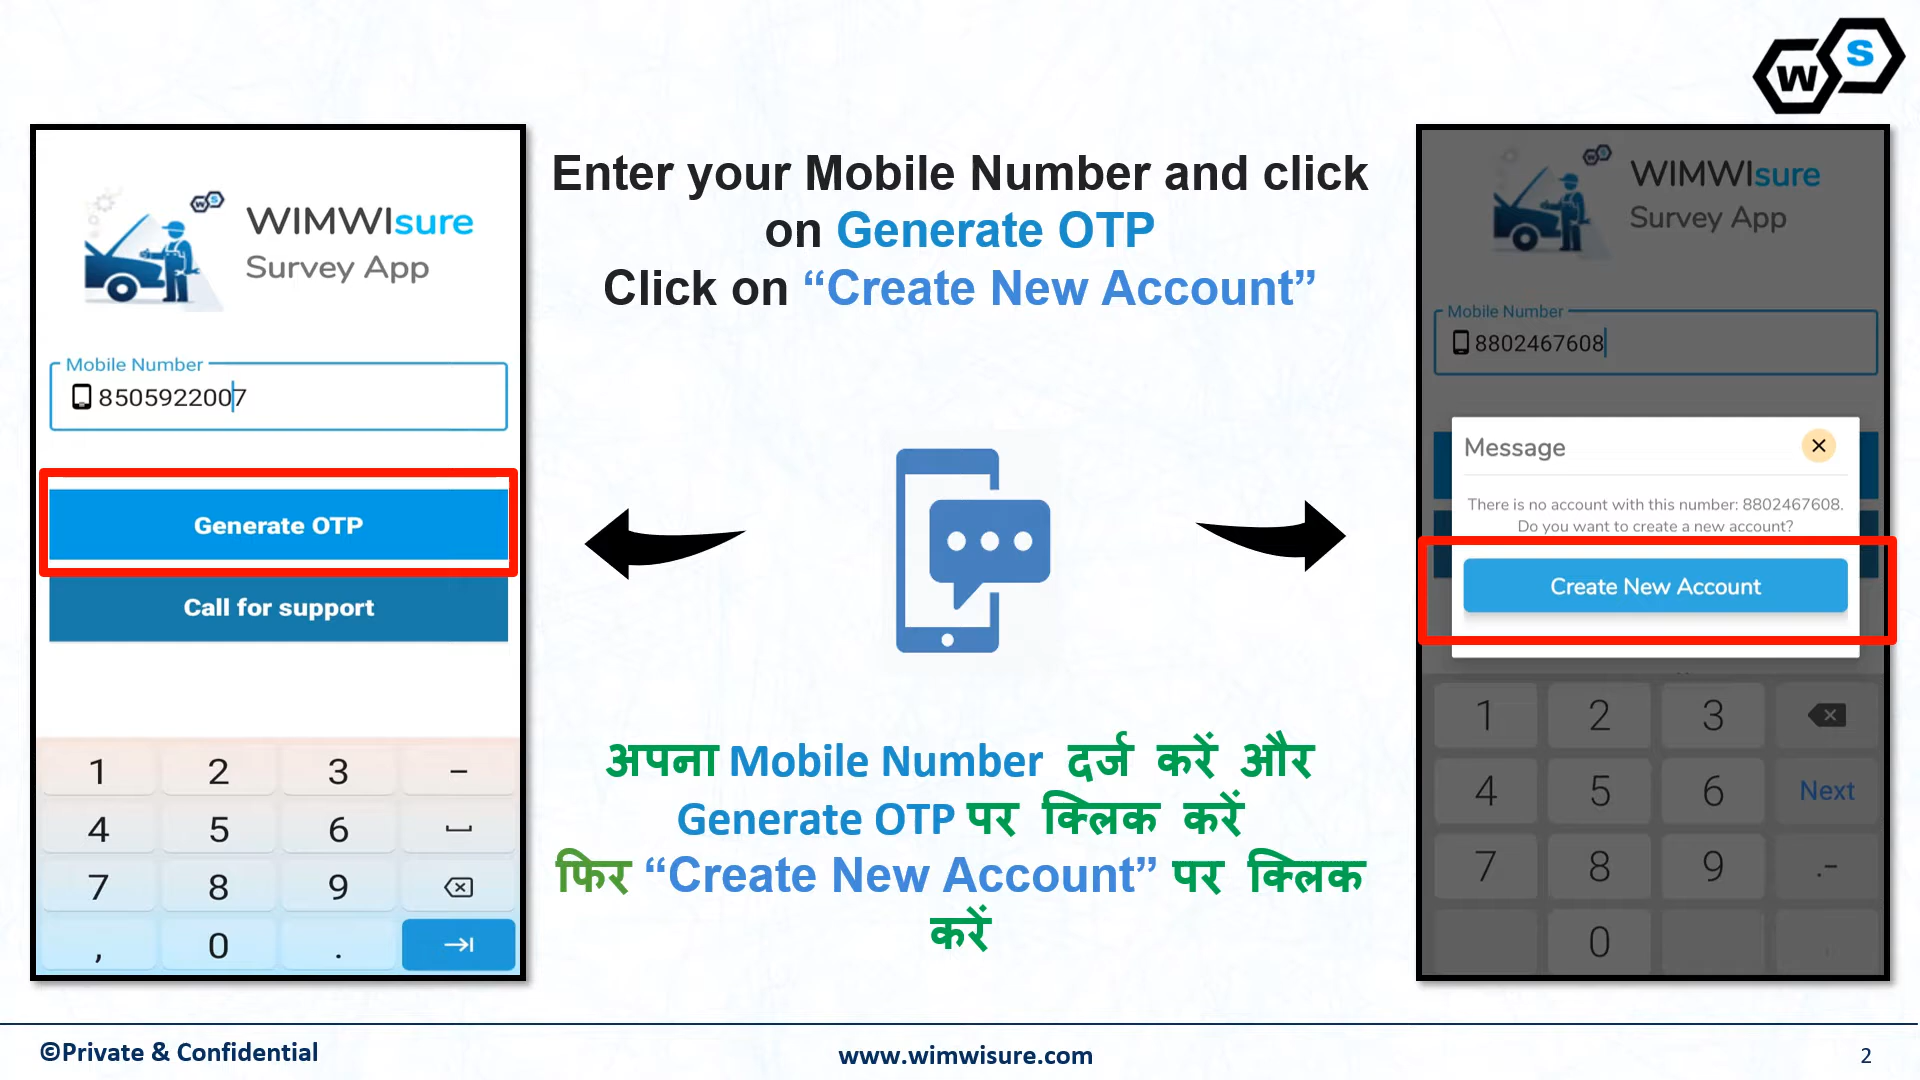 W S
WIMWIsure
Survey App
Mobile Number
8505922007
Generate OTP
Call for support
1 2 3 –
4 5 6
7 8 9
, 0 .
Enter your Mobile Number and click
on Generate OTP
Click on “Create New Account”
अपना Mobile Number दर्ज करें और
Generate OTP पर क्लिक करें
फिर “Create New Account” पर क्लिक
करें
WIMWIsure
Survey App
Mobile Number
8802467608
Message
There is no account with this number: 8802467608.
Do you want to create a new account?
Create New Account
1 2 3
4 5 6 Next
7 8 9 .-
0 ,
©Private & Confidential
www.wimwisure.com
2